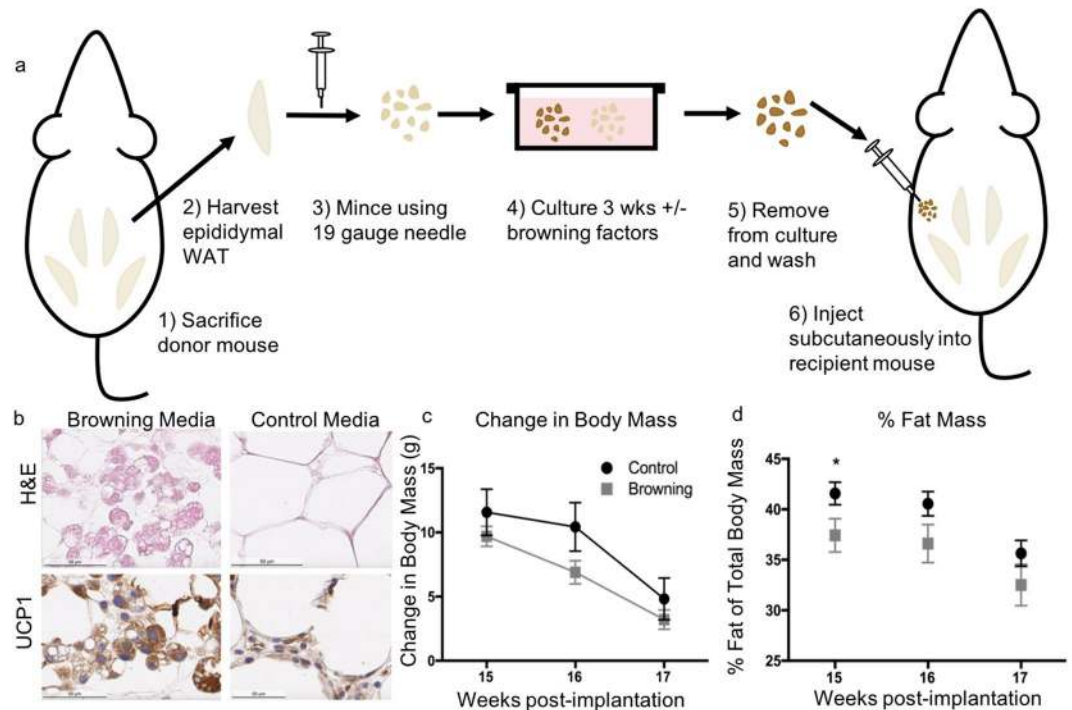 a
2) Harvest
epididymal
WAT
3) Mince using
19 gauge needle
4) Culture 3 wks +/-
browning factors
5) Remove
from culture
and wash
1) Sacrifice
donor mouse
6) Inject
subcutaneously into
recipient mouse
b
Browning Media
Control Media
H&E
UCP1
c
Change in Body Mass
Change in Body Mass (g)
15
10
5
0
Control
Browning
15
16
17
Weeks post-implantation
d
% Fat Mass
% Fat of Total Body Mass
45
40
35
30
25
*
15
16
17
Weeks post-implantation